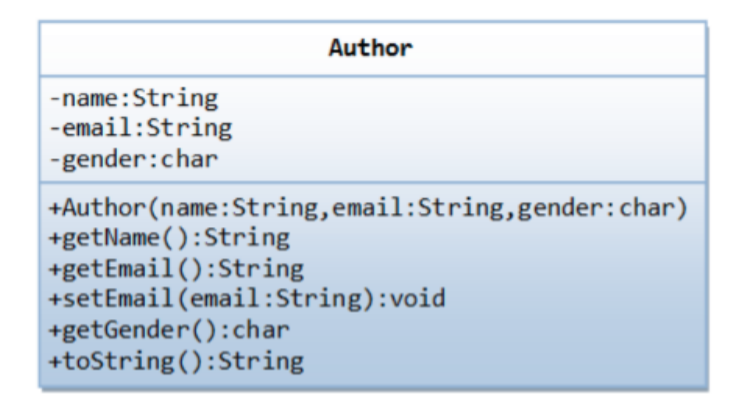 Author
-name:String
-email:String
-gender:char
+Author(name:String,email:String,gender:char)
+getName():String
+getEmail():String
+setEmail(email:String):void
+getGender():char
+toString():String